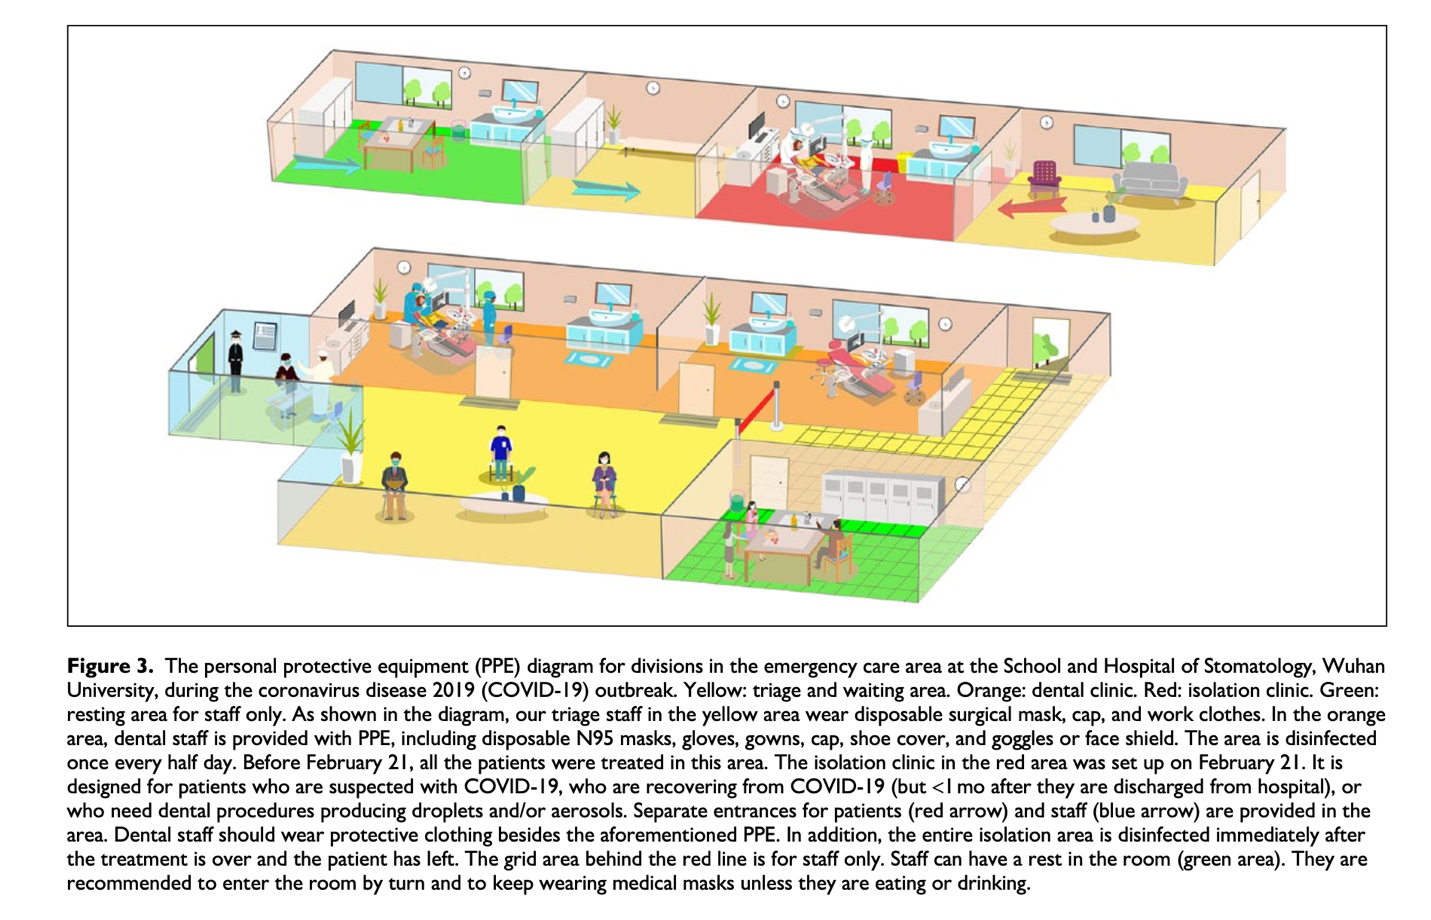 Figure 3. The personal protective equipment (PPE) diagram for divisions in the emergency care area at the School and Hospital of Stomatology, Wuhan
University, during the coronavirus disease 2019 (COVID-19) outbreak. Yellow: triage and waiting area. Orange: dental clinic. Red: isolation clinic. Green:
resting area for staff only. As shown in the diagram, our triage staff in the yellow area wear disposable surgical mask, cap, and work clothes. In the orange
area, dental staff is provided with PPE, including disposable N95 masks, gloves, gowns, cap, shoe cover, and goggles or face shield. The area is disinfected
once every half day. Before February 21, all the patients were treated in this area. The isolation clinic in the red area was set up on February 21. It is
designed for patients who are suspected with COVID-19, who are recovering from COVID-19 (but <1 mo after they are discharged from hospital), or
who need dental procedures producing droplets and/or aerosols. Separate entrances for patients (red arrow) and staff (blue arrow) are provided in the
area. Dental staff should wear protective clothing besides the aforementioned PPE. In addition, the entire isolation area is disinfected immediately after
the treatment is over and the patient has left. The grid area behind the red line is for staff only. Staff can have a rest in the room (green area). They are
recommended to enter the room by turn and to keep wearing medical masks unless they are eating or drinking.